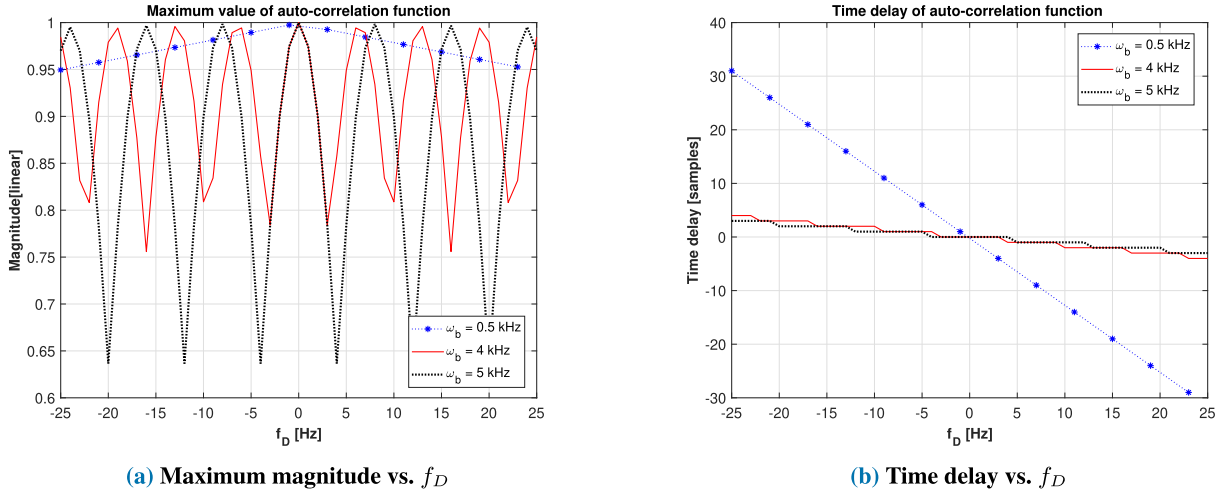 Maximum value of auto-correlation function
1
0.95
0.9
0.85
0.8
0.75
0.7
0.65
0.6
Magnitude[linear]
ω_b = 0.5 kHz
ω_b = 4 kHz
ω_b = 5 kHz
-25 -20 -15 -10 -5 0 5 10 15 20 25
f_D [Hz]
(a) Maximum magnitude vs. f_D
Time delay of auto-correlation function
40
30
20
10
0
-10
-20
-30
Time delay [samples]
ω_b = 0.5 kHz
ω_b = 4 kHz
ω_b = 5 kHz
-25 -20 -15 -10 -5 0 5 10 15 20 25
f_D [Hz]
(b) Time delay vs. f_D